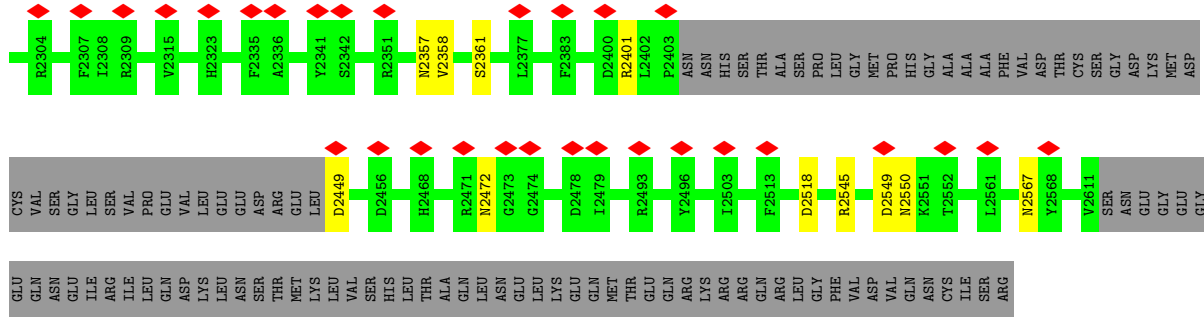 R2304 F2307 I2308 R2309 V2315 H2323 F2335 A2336 Y2341 S2342 R2351 N2357 V2358 S2361 L2377 F2383 D2400 R2401 L2402 P2403 ASN ASN HIS SER THR ALA SER PRO LEU GLY MET PRO HIS GLY ALA ALA ALA PHE VAL ASP THR CYS SER GLY ASP LYS MET ASP
CYS VAL SER GLY LEU SER VAL PRO GLU VAL LEU GLU GLU ASP ARG GLU LEU D2449 D2456 H2468 R2471 N2472 G2473 G2474 D2478 I2479 R2493 Y2496 I2503 F2513 D2518 R2545 D2549 N2550 K2551 T2552 L2561 N2567 Y2568 V2611 SER ASN GLU GLY GLU GLY
GLU GLN ASN GLU ILE ARG ILE LEU GLN ASP LYS LEU ASN SER THR MET LYS LEU VAL SER HIS LEU THR ALA GLN LEU ASN GLU LEU LYS GLU GLN MET THR GLU GLN ARG LYS ARG ARG GLN ARG LEU GLY PHE VAL ASP VAL GLN ASN CYS ILE SER ARG